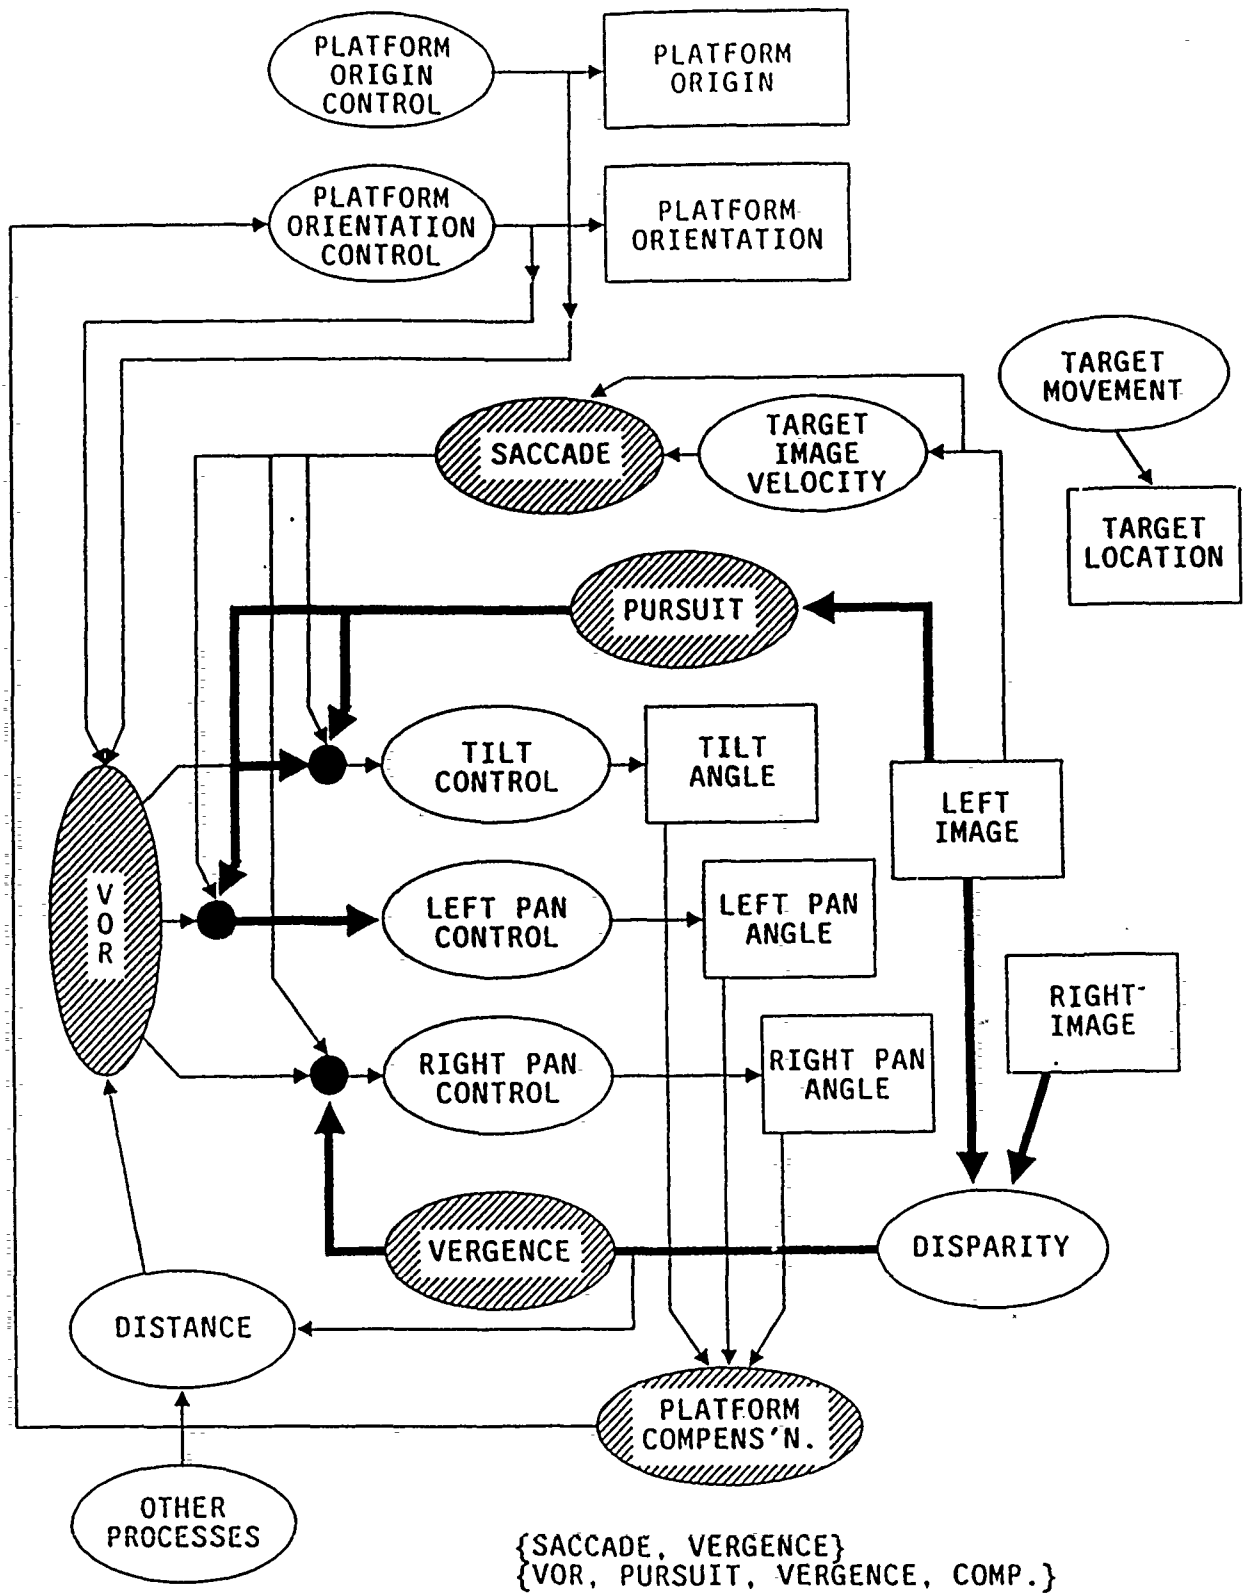 PLATFORM
ORIGIN
CONTROL
PLATFORM
ORIGIN
PLATFORM
ORIENTATION
CONTROL
PLATFORM
ORIENTATION
TARGET
MOVEMENT
SACCADE
TARGET
IMAGE
VELOCITY
TARGET
LOCATION
PURSUIT
TILT
CONTROL
TILT
ANGLE
LEFT
IMAGE
V
O
R
LEFT PAN
CONTROL
LEFT PAN
ANGLE
RIGHT
IMAGE
RIGHT PAN
CONTROL
RIGHT PAN
ANGLE
VERGENCE
DISPARITY
DISTANCE
PLATFORM
COMPENS'N.
OTHER
PROCESSES
{SACCADE, VERGENCE}
{VOR, PURSUIT, VERGENCE, COMP.}